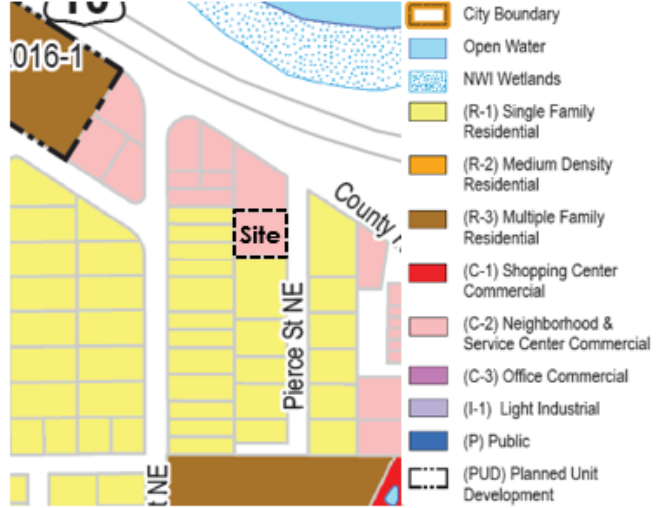 10
2016-1
Site
County
Pierce St NE
t NE
City Boundary
Open Water
NWI Wetlands
(R-1) Single Family
Residential
(R-2) Medium Density
Residential
(R-3) Multiple Family
Residential
(C-1) Shopping Center
Commercial
(C-2) Neighborhood &
Service Center Commercial
(C-3) Office Commercial
(I-1) Light Industrial
(P) Public
(PUD) Planned Unit
Development